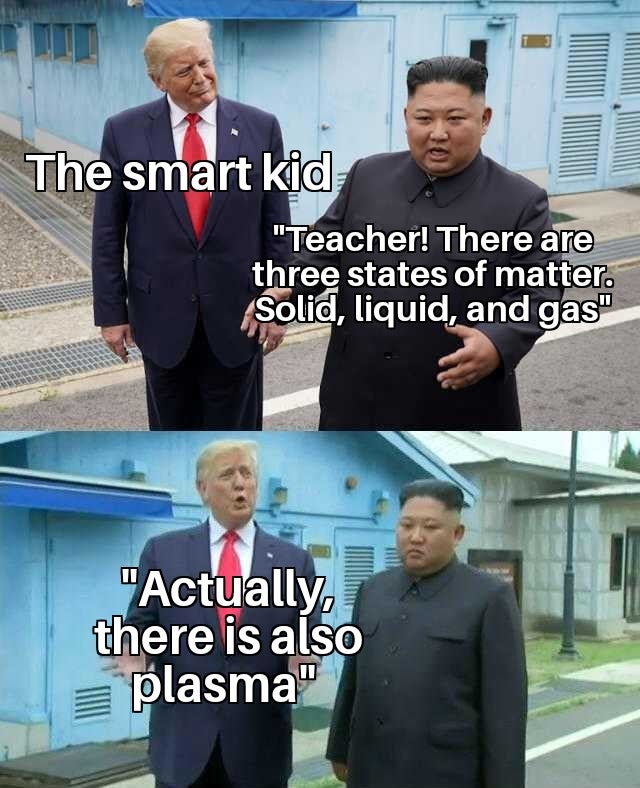 The smart kid
"Teacher! There are
three states of matter.
Solid, liquid, and gas"
"Actually,
there is also
plasma"